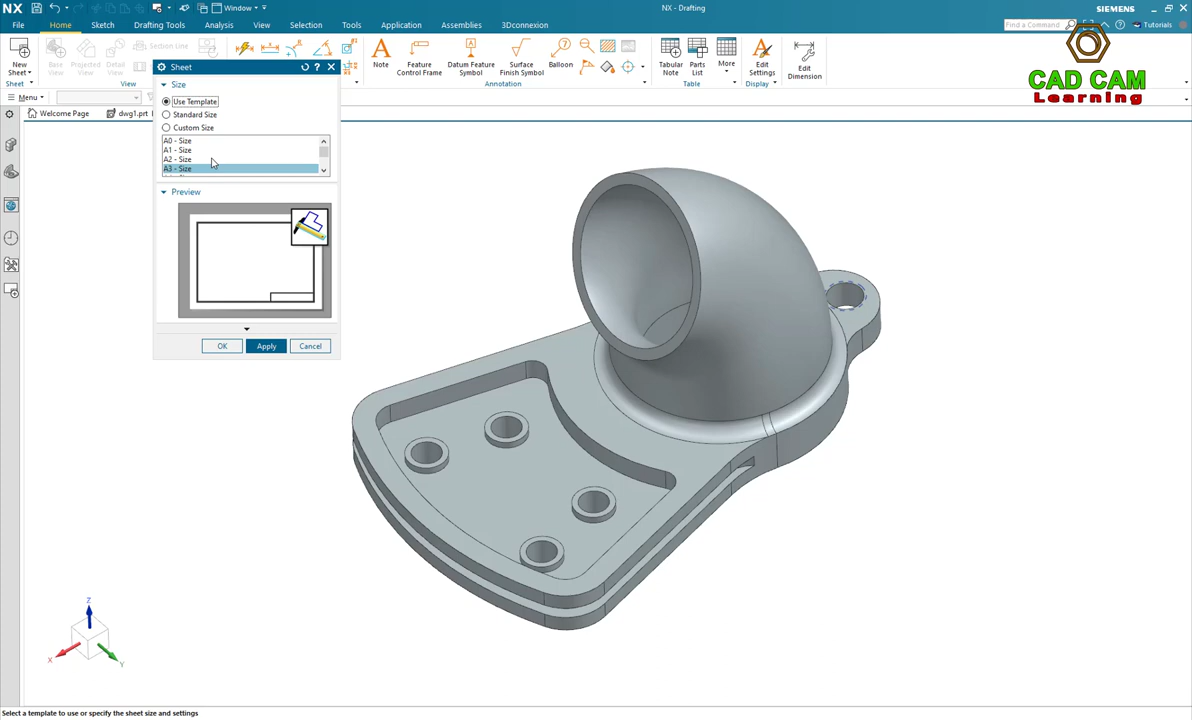 NX
Window
NX - Drafting
SIEMENS
File
Home
Sketch
Drafting Tools
Analysis
View
Selection
Tools
Application
Assemblies
3Dconnexion
Find a Command
Tutorials
New
Sheet
Base
View
Projected
View
Section Line
Note
Feature
Control Frame
Datum Feature
Symbol
Surface
Finish Symbol
Balloon
Tabular
Note
Parts
List
More
Edit
Settings
Edit
Dimension
Sheet
View
Annotation
Table
Display
CAD CAM
Learning
Menu
Welcome Page
dwg1.prt
Sheet
Size
Use Template
Standard Size
Custom Size
A0 - Size
A1 - Size
A2 - Size
A3 - Size
Preview
OK
Apply
Cancel
Z
X
Y
Select a template to use or specify the sheet size and settings